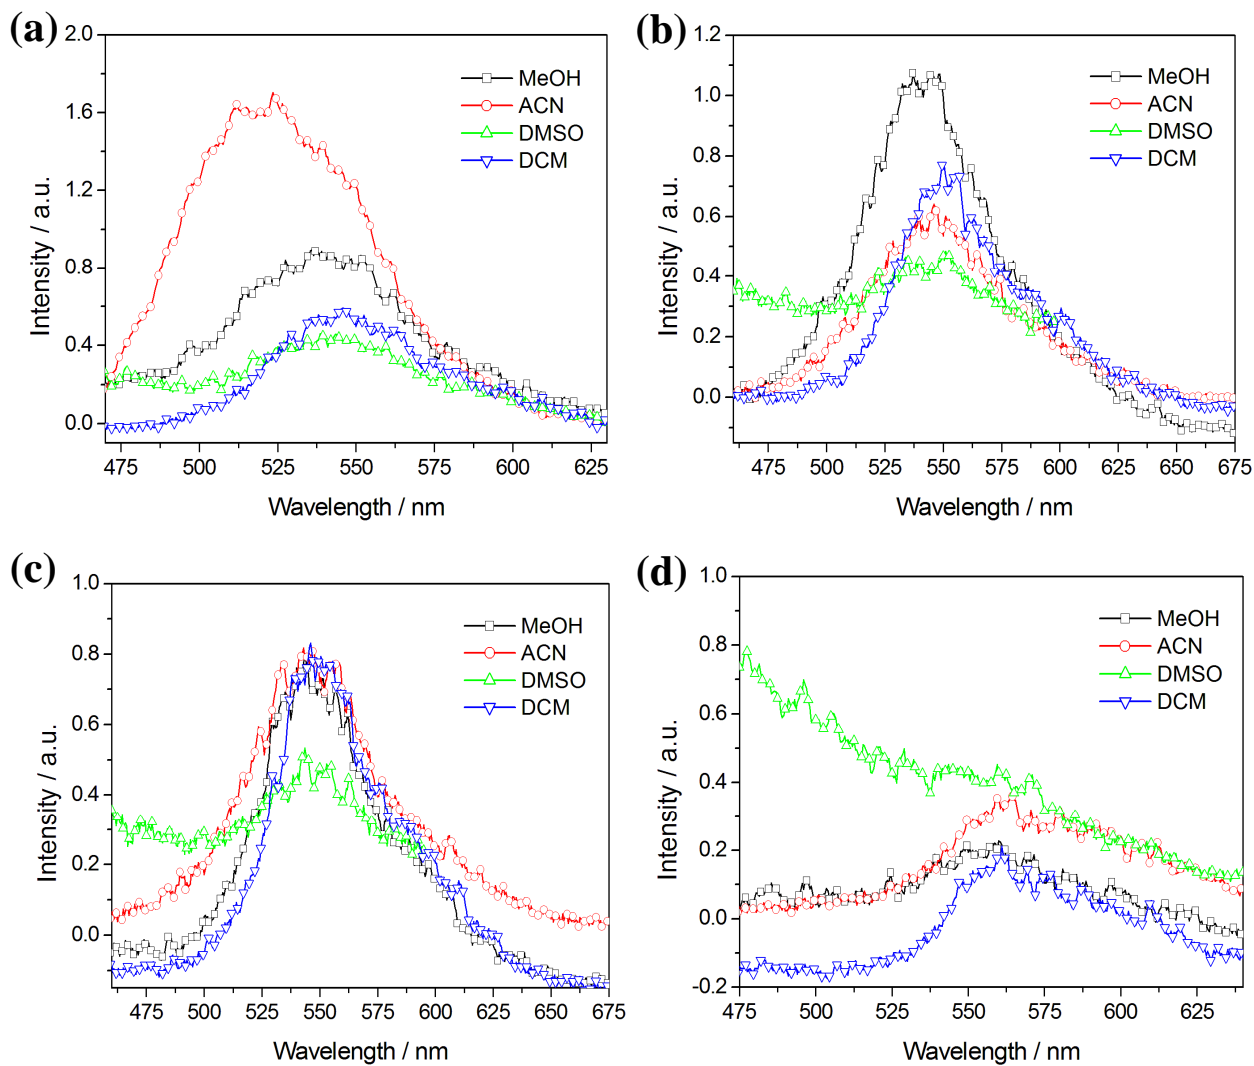 (a)
2.0
1.6
1.2
0.8
0.4
0.0
Intensity / a.u.
MeOH
ACN
DMSO
DCM
475 500 525 550 575 600 625
Wavelength / nm
(b)
1.2
1.0
0.8
0.6
0.4
0.2
0.0
Intensity / a.u.
MeOH
ACN
DMSO
DCM
475 500 525 550 575 600 625 650 675
Wavelength / nm
(c)
1.0
0.8
0.6
0.4
0.2
0.0
Intensity / a.u.
MeOH
ACN
DMSO
DCM
475 500 525 550 575 600 625 650 675
Wavelength / nm
(d)
1.0
0.8
0.6
0.4
0.2
0.0
-0.2
Intensity / a.u.
MeOH
ACN
DMSO
DCM
475 500 525 550 575 600 625
Wavelength / nm